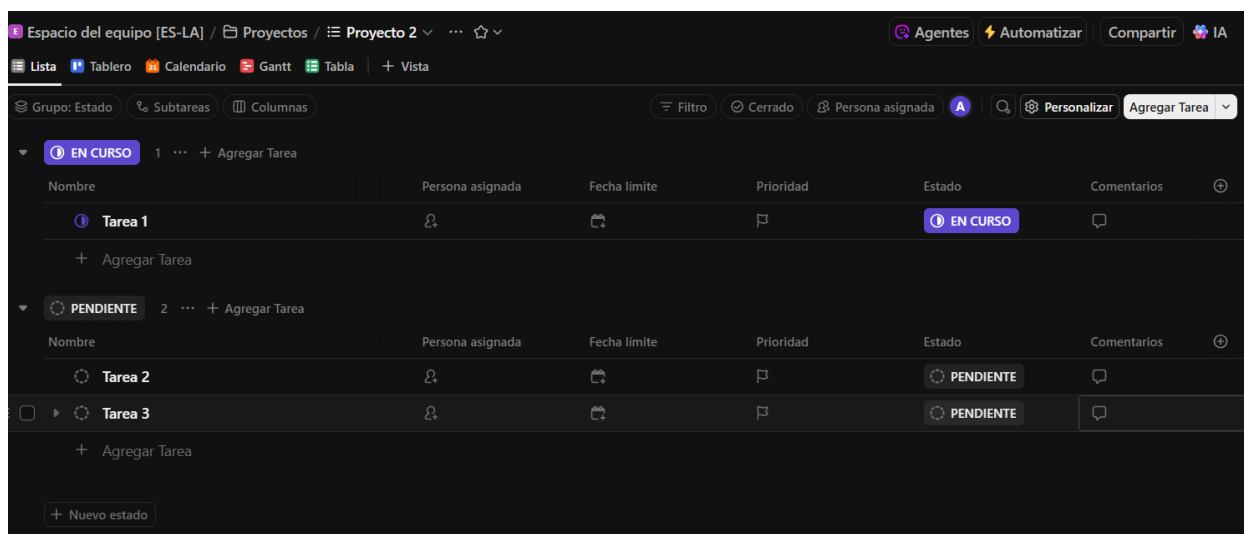 E Espacio del equipo [ES-LA] / Proyectos / Proyecto 2 ··· Agentes Automatizar Compartir IA
Lista Tablero 31 Calendario Gantt Tabla + Vista
Grupo: Estado Subtareas Columnas Filtro Cerrado Persona asignada A Personalizar Agregar Tarea
EN CURSO 1 ··· + Agregar Tarea
Nombre Persona asignada Fecha límite Prioridad Estado Comentarios
Tarea 1 EN CURSO
+ Agregar Tarea
PENDIENTE 2 ··· + Agregar Tarea
Nombre Persona asignada Fecha límite Prioridad Estado Comentarios
Tarea 2 PENDIENTE
Tarea 3 PENDIENTE
+ Agregar Tarea
+ Nuevo estado